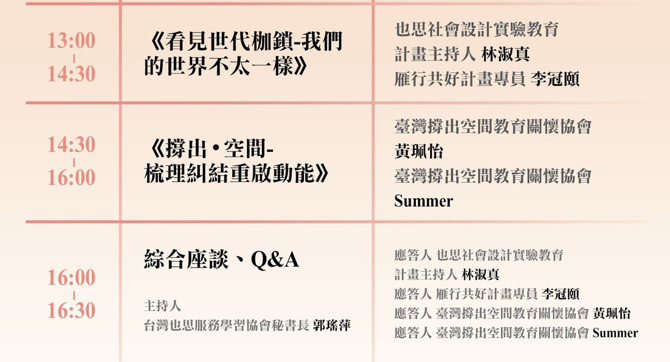 13:00
|
14:30
《看見世代枷鎖-我們
的世界不太一樣》
也思社會設計實驗教育
計畫主持人 林淑真
雁行共好計畫專員 李冠頤
14:30
|
16:00
《撐出•空間-
梳理糾結重啟動能》
臺灣撐出空間教育關懷協會
黃珮怡
臺灣撐出空間教育關懷協會
Summer
16:00
|
16:30
綜合座談、Q&A
主持人
台灣也思服務學習協會秘書長 郭瑤萍
應答人 也思社會設計實驗教育
計畫主持人 林淑真
應答人 雁行共好計畫專員 李冠頤
應答人 臺灣撐出空間教育關懷協會 黃珮怡
應答人 臺灣撐出空間教育關懷協會 Summer